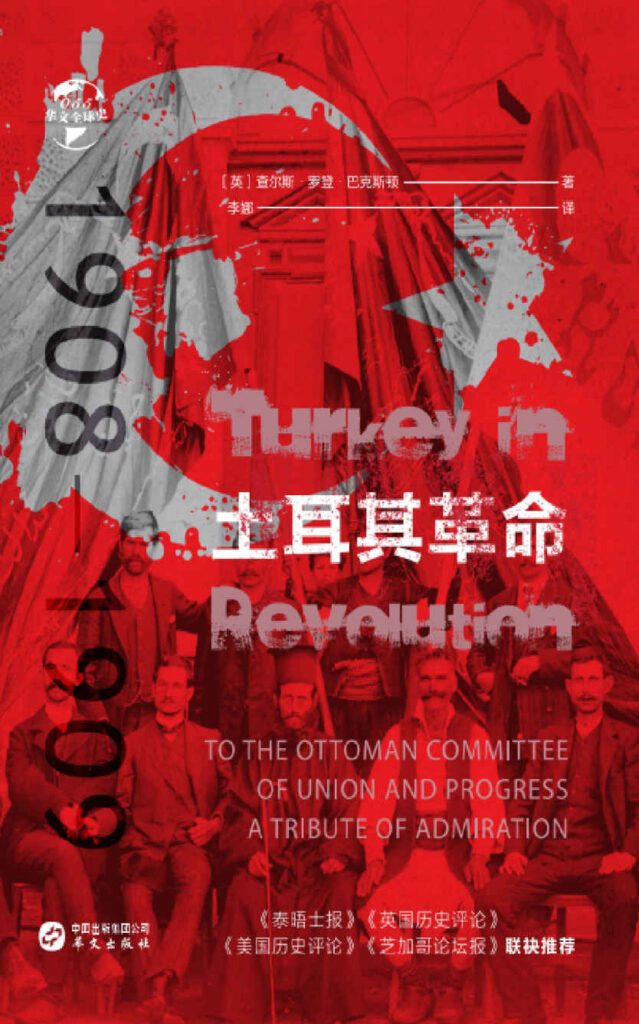 华文全球史
066
[英] 查尔斯·罗登·巴克斯顿 著
李娜 译
1908—1909
Turkey in
土耳其革命
Revolution
TO THE OTTOMAN COMMITTEE
OF UNION AND PROGRESS
A TRIBUTE OF ADMIRATION
《泰晤士报》《英国历史评论》
《美国历史评论》《芝加哥论坛报》联袂推荐
中国出版集团公司
华文出版社